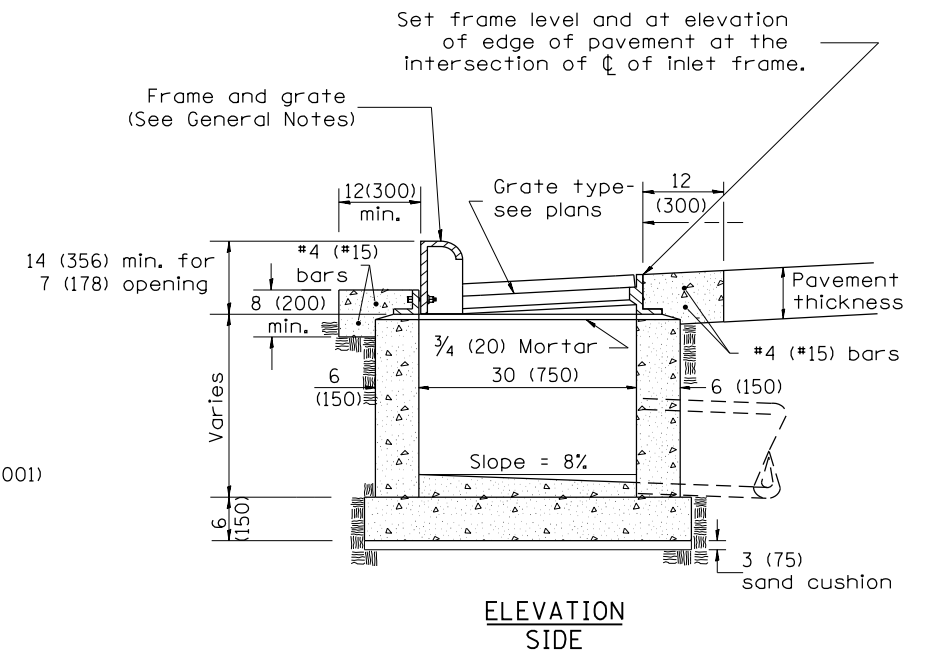 Set frame level and at elevation
of edge of pavement at the
intersection of ℄ of inlet frame.
Frame and grate
(See General Notes)
Grate type-
see plans
12
(300)
12(300)
min.
14 (356) min. for
7 (178) opening
#4 (#15)
bars
8 (200)
min.
Pavement
thickness
3/4 (20) Mortar
#4 (#15) bars
6
(150)
30 (750)
6 (150)
Varies
Slope = 8%
001)
6
(150)
3 (75)
sand cushion
ELEVATION
SIDE